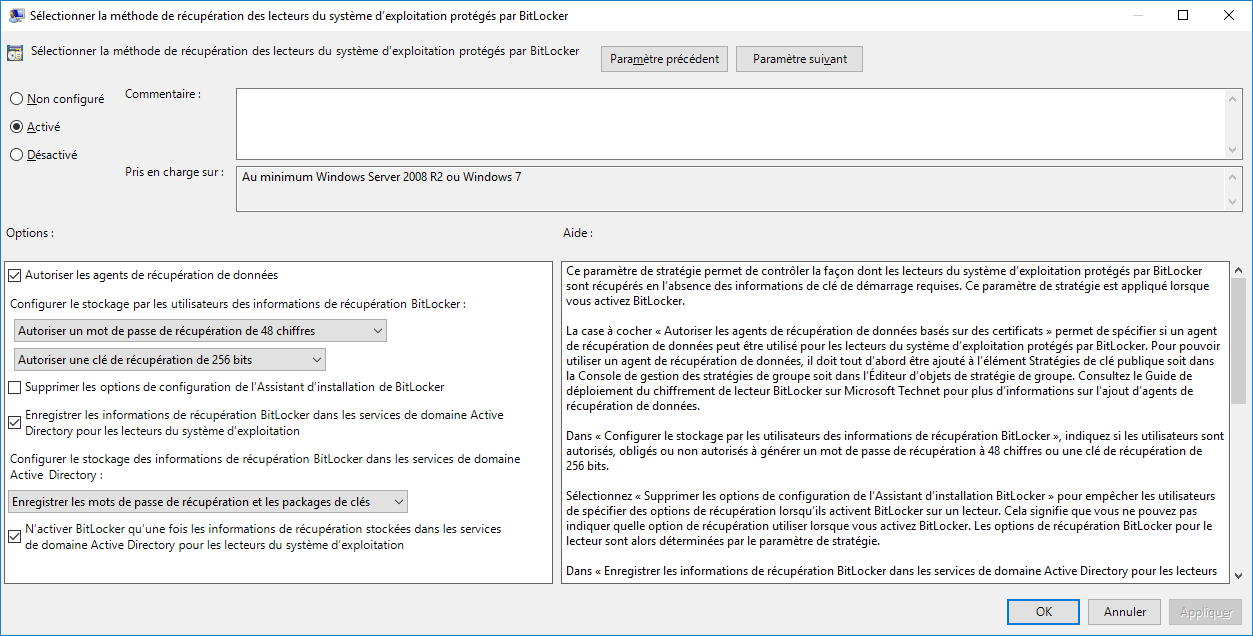 Sélectionner la méthode de récupération des lecteurs du système d'exploitation protégés par BitLocker
Sélectionner la méthode de récupération des lecteurs du système d'exploitation protégés par BitLocker
Paramètre précédent
Paramètre suivant
Non configuré
Commentaire :
Activé
Désactivé
Pris en charge sur :
Au minimum Windows Server 2008 R2 ou Windows 7
Options :
Aide :
Autoriser les agents de récupération de données
Configurer le stockage par les utilisateurs des informations de récupération BitLocker :
Autoriser un mot de passe de récupération de 48 chiffres
Autoriser une clé de récupération de 256 bits
Supprimer les options de configuration de l'Assistant d'installation de BitLocker
Enregistrer les informations de récupération BitLocker dans les services de domaine Active
Directory pour les lecteurs du système d'exploitation
Configurer le stockage des informations de récupération BitLocker dans les services de domaine
Active Directory :
Enregistrer les mots de passe de récupération et les packages de clés
N'activer BitLocker qu'une fois les informations de récupération stockées dans les services
de domaine Active Directory pour les lecteurs du système d'exploitation
Ce paramètre de stratégie permet de contrôler la façon dont les lecteurs du système d'exploitation protégés par BitLocker
sont récupérés en l'absence des informations de clé de démarrage requises. Ce paramètre de stratégie est appliqué lorsque
vous activez BitLocker.
La case à cocher « Autoriser les agents de récupération de données basés sur des certificats » permet de spécifier si un agent
de récupération de données peut être utilisé pour les lecteurs du système d'exploitation protégés par BitLocker. Pour pouvoir
utiliser un agent de récupération de données, il doit tout d'abord être ajouté à l'élément Stratégies de clé publique soit dans
la Console de gestion des stratégies de groupe soit dans l'Éditeur d'objets de stratégie de groupe. Consultez le Guide de
déploiement du chiffrement de lecteur BitLocker sur Microsoft Technet pour plus d'informations sur l'ajout d'agents de
récupération de données.
Dans « Configurer le stockage par les utilisateurs des informations de récupération BitLocker », indiquez si les utilisateurs sont
autorisés, obligés ou non autorisés à générer un mot de passe de récupération à 48 chiffres ou une clé de récupération de
256 bits.
Sélectionnez « Supprimer les options de configuration de l'Assistant d'installation BitLocker » pour empêcher les utilisateurs
de spécifier des options de récupération lorsqu'ils activent BitLocker sur un lecteur. Cela signifie que vous ne pouvez pas
indiquer quelle option de récupération utiliser lorsque vous activez BitLocker. Les options de récupération BitLocker pour le
lecteur sont alors déterminées par le paramètre de stratégie.
Dans « Enregistrer les informations de récupération BitLocker dans les services de domaine Active Directory pour les lecteurs
OK
Annuler
Appliquer